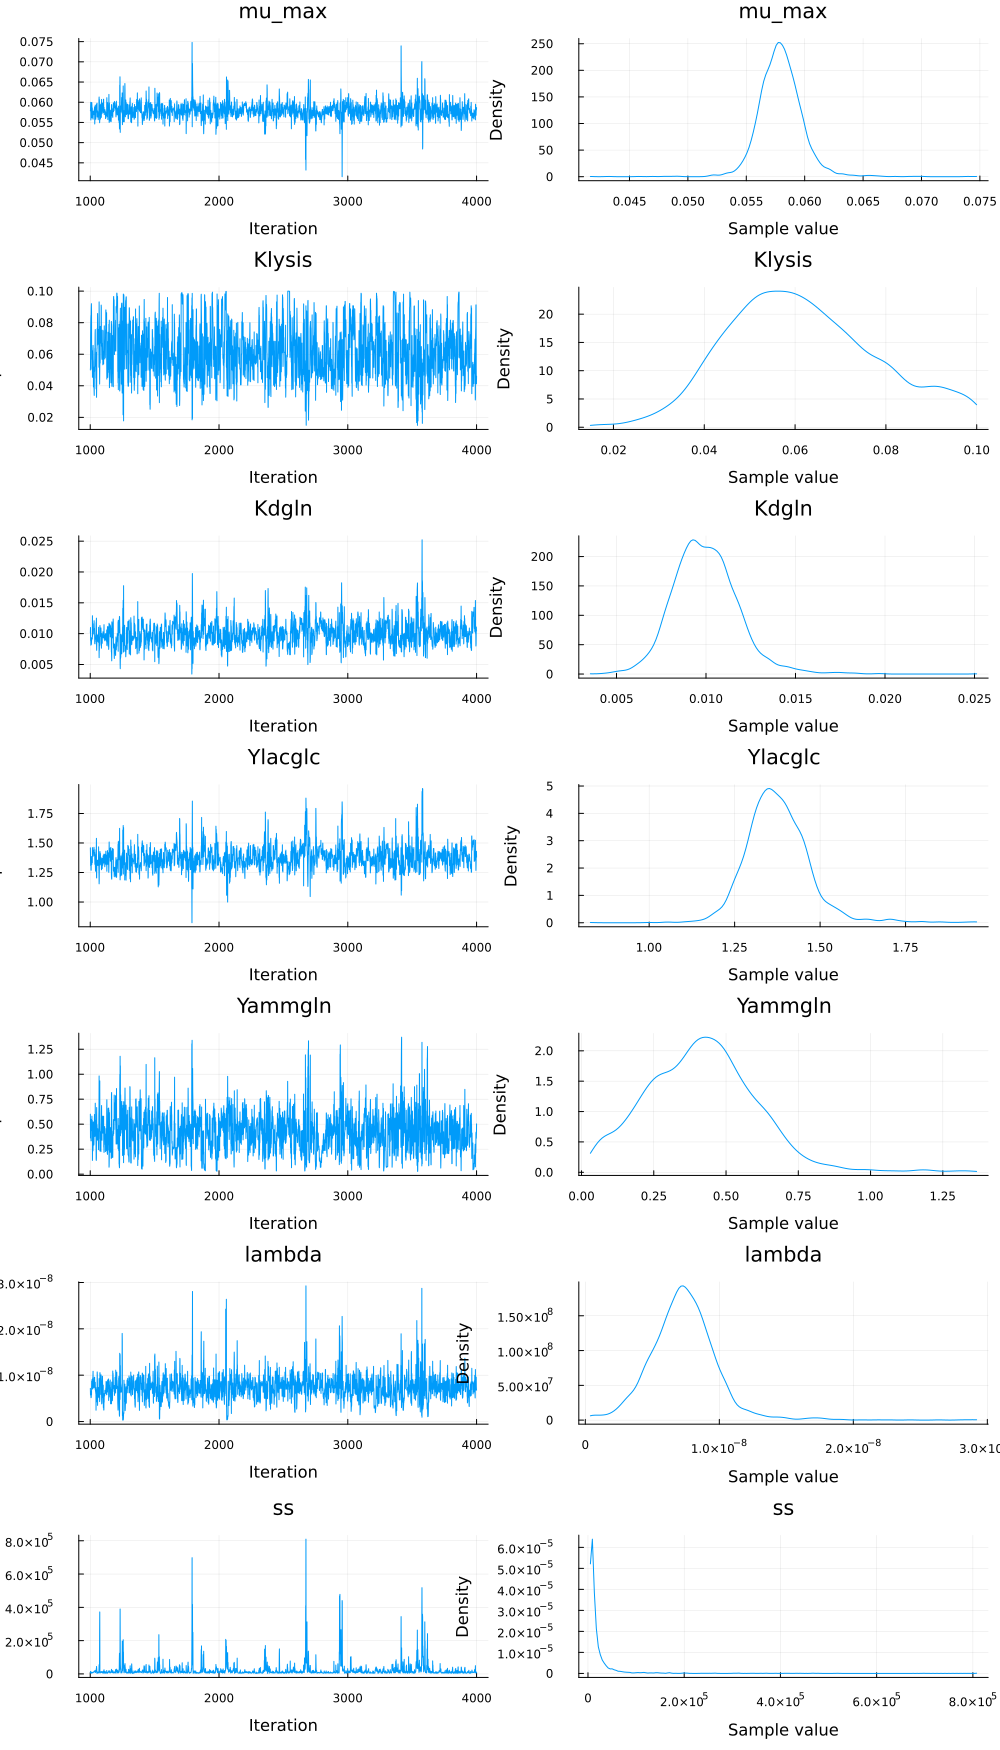 mu_max mu_max
0.075
0.070
0.065
0.060
0.055
0.050
0.045
1000 2000 3000 4000
Iteration
Density
250
200
150
100
50
0
0.045 0.050 0.055 0.060 0.065 0.070 0.075
Sample value
Klysis Klysis
0.10
0.08
0.06
0.04
0.02
1000 2000 3000 4000
Iteration
Density
20
15
10
5
0
0.02 0.04 0.06 0.08 0.10
Sample value
Kdgln Kdgln
0.025
0.020
0.015
0.010
0.005
1000 2000 3000 4000
Iteration
Density
200
150
100
50
0
0.005 0.010 0.015 0.020 0.025
Sample value
Ylacglc Ylacglc
1.75
1.50
1.25
1.00
1000 2000 3000 4000
Iteration
Density
5
4
3
2
1
0
1.00 1.25 1.50 1.75
Sample value
Yammgln Yammgln
1.25
1.00
0.75
0.50
0.25
0.00
1000 2000 3000 4000
Iteration
Density
2.0
1.5
1.0
0.5
0.0
0.00 0.25 0.50 0.75 1.00 1.25
Sample value
lambda lambda
3.0×10⁻⁸
2.0×10⁻⁸
1.0×10⁻⁸
0
1000 2000 3000 4000
Iteration
Density
1.50×10⁸
1.00×10⁸
5.00×10⁷
0
0 1.0×10⁻⁸ 2.0×10⁻⁸ 3.0×10
Sample value
ss ss
8.0×10⁵
6.0×10⁵
4.0×10⁵
2.0×10⁵
0
1000 2000 3000 4000
Iteration
Density
6.0×10⁻⁵
5.0×10⁻⁵
4.0×10⁻⁵
3.0×10⁻⁵
2.0×10⁻⁵
1.0×10⁻⁵
0
0 2.0×10⁵ 4.0×10⁵ 6.0×10⁵ 8.0×10⁵
Sample value